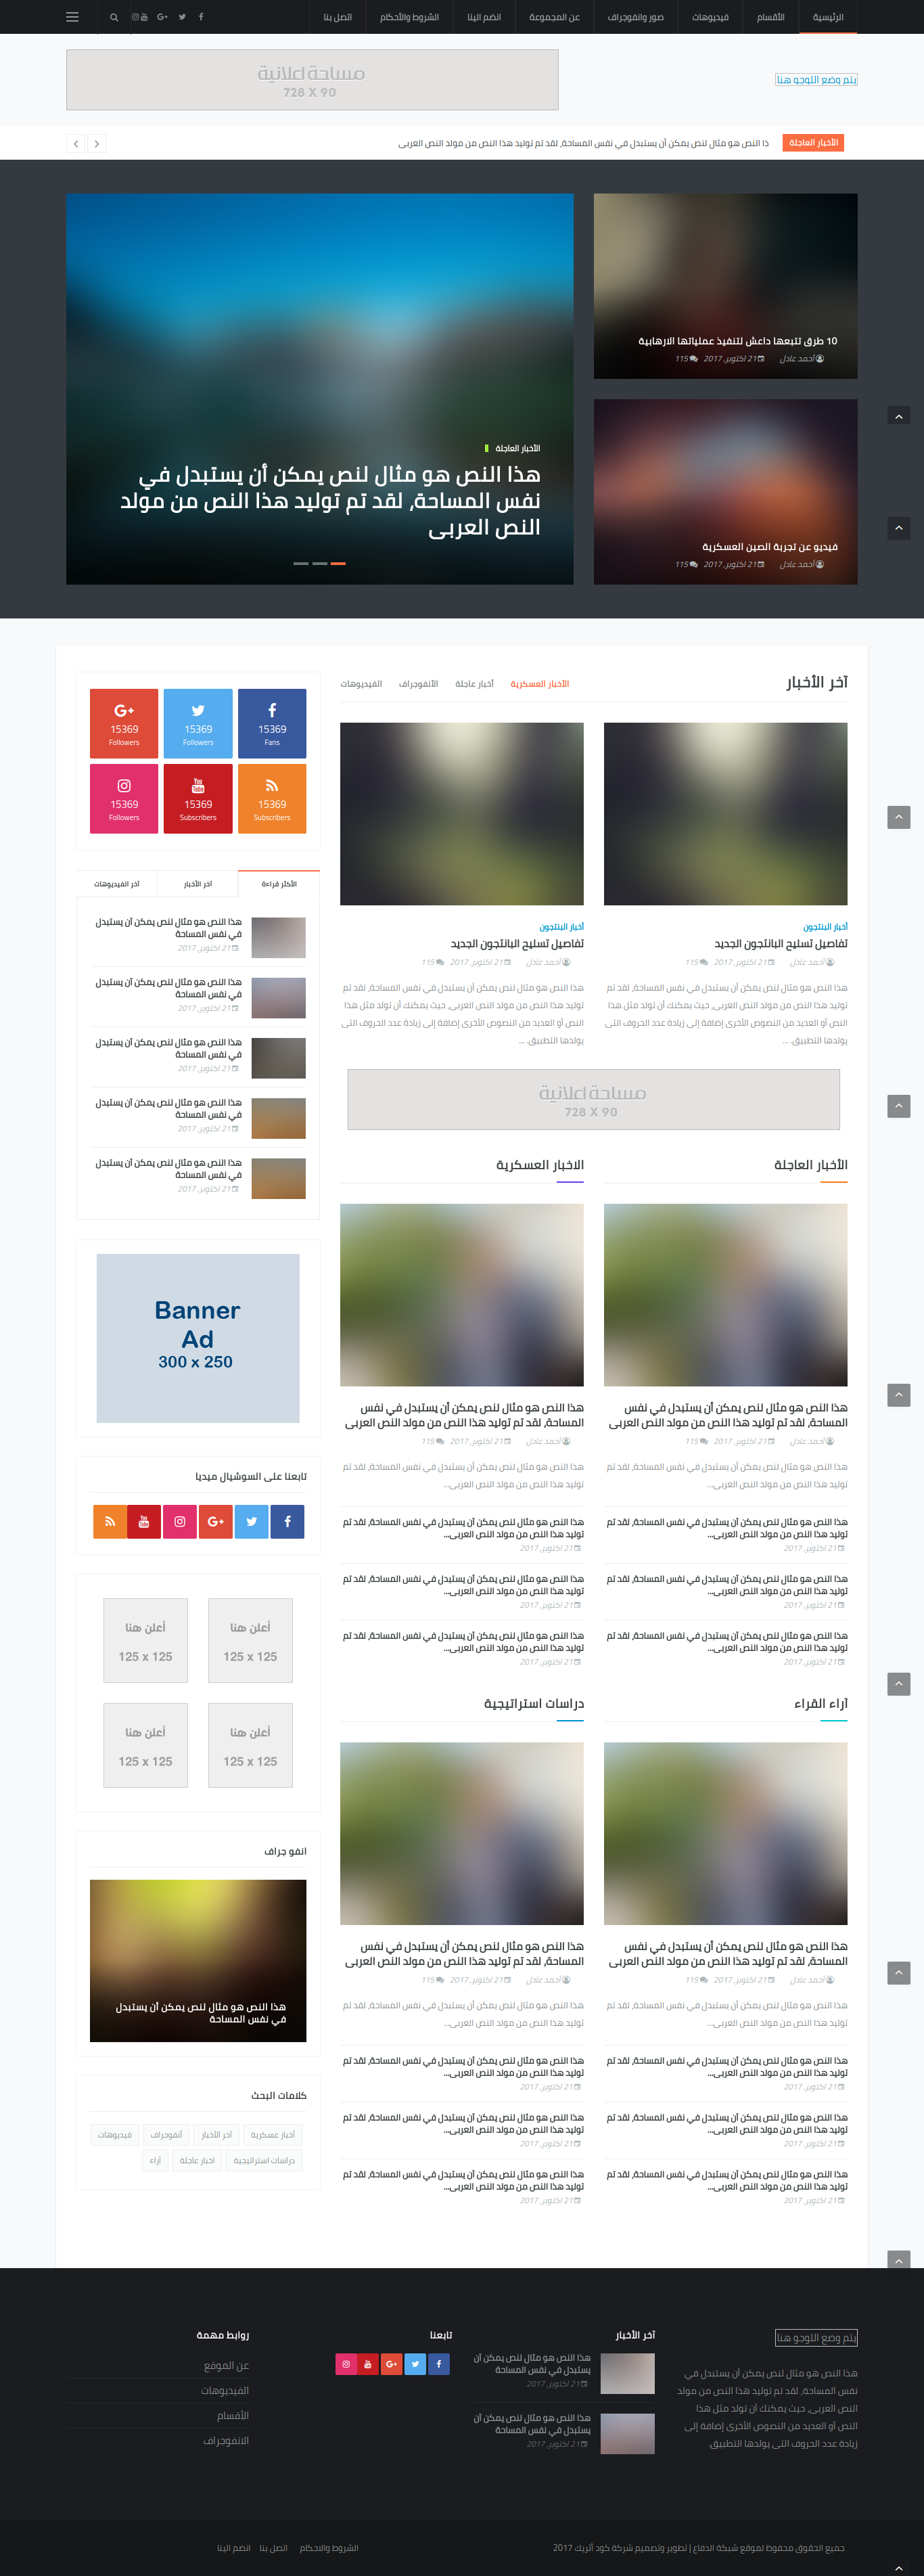 الرئيسية
الأقسام
فيديوهات
صور وانفوجراف
عن المجموعة
انضم الينا
الشروط والأحكام
اتصل بنا
يتم وضع اللوجو هنا
مساحة اعلانية
728 X 90
الأخبار العاجلة
ذا النص هو مثال لنص يمكن أن يستبدل في نفس المساحة، لقد تم توليد هذا النص من مولد النص العربى
10 طرق تتبعها داعش لتنفيذ عملياتها الارهابية
أحمد عادل 21 اكتوبر, 2017 115
فيديو عن تجربة الصين العسكرية
أحمد عادل 21 اكتوبر, 2017 115
الأخبار العاجلة
هذا النص هو مثال لنص يمكن أن يستبدل في
نفس المساحة، لقد تم توليد هذا النص من مولد
النص العربى
آخر الأخبار
الأخبار العسكرية
أخبار عاجلة
الأنفوجراف
الفيديوهات
أخبار البنتجون
تفاصيل تسليح البانتجون الجديد
أحمد عادل 21 اكتوبر, 2017 115
هذا النص هو مثال لنص يمكن أن يستبدل في نفس المساحة، لقد تم
توليد هذا النص من مولد النص العربى، حيث يمكنك أن تولد مثل هذا
النص أو العديد من النصوص الأخرى إضافة إلى زيادة عدد الحروف التى
يولدها التطبيق. ...
أخبار البنتجون
تفاصيل تسليح البانتجون الجديد
أحمد عادل 21 اكتوبر, 2017 115
هذا النص هو مثال لنص يمكن أن يستبدل في نفس المساحة، لقد تم
توليد هذا النص من مولد النص العربى، حيث يمكنك أن تولد مثل هذا
النص أو العديد من النصوص الأخرى إضافة إلى زيادة عدد الحروف التى
يولدها التطبيق. ...
مساحة اعلانية
728 X 90
الأخبار العاجلة
هذا النص هو مثال لنص يمكن أن يستبدل في نفس
المساحة، لقد تم توليد هذا النص من مولد النص العربى
أحمد عادل 21 اكتوبر, 2017 115
هذا النص هو مثال لنص يمكن أن يستبدل في نفس المساحة، لقد تم
توليد هذا النص من مولد النص العربى...
هذا النص هو مثال لنص يمكن أن يستبدل في نفس المساحة، لقد تم
توليد هذا النص من مولد النص العربى...
21 اكتوبر, 2017
هذا النص هو مثال لنص يمكن أن يستبدل في نفس المساحة، لقد تم
توليد هذا النص من مولد النص العربى...
21 اكتوبر, 2017
هذا النص هو مثال لنص يمكن أن يستبدل في نفس المساحة، لقد تم
توليد هذا النص من مولد النص العربى...
21 اكتوبر, 2017
الاخبار العسكرية
هذا النص هو مثال لنص يمكن أن يستبدل في نفس
المساحة، لقد تم توليد هذا النص من مولد النص العربى
أحمد عادل 21 اكتوبر, 2017 115
هذا النص هو مثال لنص يمكن أن يستبدل في نفس المساحة، لقد تم
توليد هذا النص من مولد النص العربى...
هذا النص هو مثال لنص يمكن أن يستبدل في نفس المساحة، لقد تم
توليد هذا النص من مولد النص العربى...
21 اكتوبر, 2017
هذا النص هو مثال لنص يمكن أن يستبدل في نفس المساحة، لقد تم
توليد هذا النص من مولد النص العربى...
21 اكتوبر, 2017
هذا النص هو مثال لنص يمكن أن يستبدل في نفس المساحة، لقد تم
توليد هذا النص من مولد النص العربى...
21 اكتوبر, 2017
آراء القراء
هذا النص هو مثال لنص يمكن أن يستبدل في نفس
المساحة، لقد تم توليد هذا النص من مولد النص العربى
أحمد عادل 21 اكتوبر, 2017 115
هذا النص هو مثال لنص يمكن أن يستبدل في نفس المساحة، لقد تم
توليد هذا النص من مولد النص العربى...
هذا النص هو مثال لنص يمكن أن يستبدل في نفس المساحة، لقد تم
توليد هذا النص من مولد النص العربى...
21 اكتوبر, 2017
هذا النص هو مثال لنص يمكن أن يستبدل في نفس المساحة، لقد تم
توليد هذا النص من مولد النص العربى...
21 اكتوبر, 2017
هذا النص هو مثال لنص يمكن أن يستبدل في نفس المساحة، لقد تم
توليد هذا النص من مولد النص العربى...
21 اكتوبر, 2017
دراسات استراتيجية
هذا النص هو مثال لنص يمكن أن يستبدل في نفس
المساحة، لقد تم توليد هذا النص من مولد النص العربى
أحمد عادل 21 اكتوبر, 2017 115
هذا النص هو مثال لنص يمكن أن يستبدل في نفس المساحة، لقد تم
توليد هذا النص من مولد النص العربى...
هذا النص هو مثال لنص يمكن أن يستبدل في نفس المساحة، لقد تم
توليد هذا النص من مولد النص العربى...
21 اكتوبر, 2017
هذا النص هو مثال لنص يمكن أن يستبدل في نفس المساحة، لقد تم
توليد هذا النص من مولد النص العربى...
21 اكتوبر, 2017
هذا النص هو مثال لنص يمكن أن يستبدل في نفس المساحة، لقد تم
توليد هذا النص من مولد النص العربى...
21 اكتوبر, 2017
15369
Fans
15369
Followers
15369
Followers
15369
Subscribers
15369
Subscribers
15369
Followers
الأكثر قراءة
آخر الأخبار
آخر الفيديوهات
هذا النص هو مثال لنص يمكن أن يستبدل
في نفس المساحة
21 اكتوبر, 2017
هذا النص هو مثال لنص يمكن أن يستبدل
في نفس المساحة
21 اكتوبر, 2017
هذا النص هو مثال لنص يمكن أن يستبدل
في نفس المساحة
21 اكتوبر, 2017
هذا النص هو مثال لنص يمكن أن يستبدل
في نفس المساحة
21 اكتوبر, 2017
هذا النص هو مثال لنص يمكن أن يستبدل
في نفس المساحة
21 اكتوبر, 2017
Banner
Ad
300 x 250
تابعنا على السوشيال ميديا
أعلن هنا
125 x 125
أعلن هنا
125 x 125
أعلن هنا
125 x 125
أعلن هنا
125 x 125
انفو جراف
هذا النص هو مثال لنص يمكن أن يستبدل
في نفس المساحة
كلامات البحث
أخبار عسكرية
آخر الأخبار
أنفوجراف
فيديوهات
دراسات استراتيجية
اخبار عاجلة
آراء
يتم وضع اللوجو هنا
هذا النص هو مثال لنص يمكن أن يستبدل في
نفس المساحة، لقد تم توليد هذا النص من مولد
النص العربى، حيث يمكنك أن تولد مثل هذا
النص أو العديد من النصوص الأخرى إضافة إلى
زيادة عدد الحروف التى يولدها التطبيق.
آخر الأخبار
هذا النص هو مثال لنص يمكن أن
يستبدل في نفس المساحة
21 اكتوبر, 2017
هذا النص هو مثال لنص يمكن أن
يستبدل في نفس المساحة
21 اكتوبر, 2017
تابعنا
روابط مهمة
عن الموقع
الفيديوهات
الأقسام
الانفوجراف
جميع الحقوق محفوظ لموقع شبكة الدفاع | تطوير وتصميم شركة كود أثريك 2017
الشروط والاحكام
اتصل بنا
انضم الينا